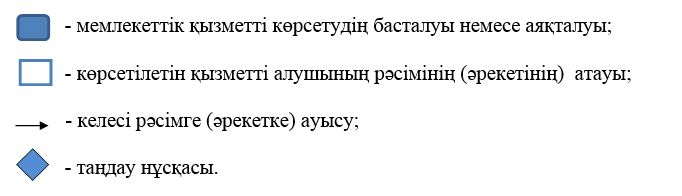 - мемлекеттік қызметті көрсетудің басталуы немесе аяқталуы;
- көрсетілетін қызметті алушының рәсімінің (әрекетінің) атауы;
- келесі рәсімге (әрекетке) ауысу;
- таңдау нұсқасы.